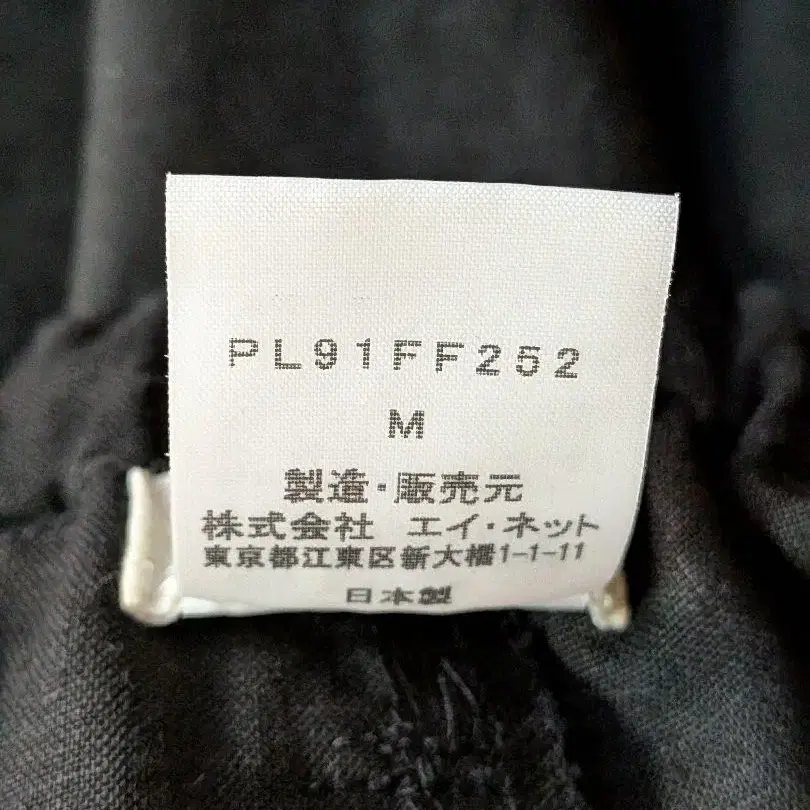 PL91FF252
M
製造・販売元
株式会社 エイ・ネット
東京都江東区新大橋1-1-11
日本製